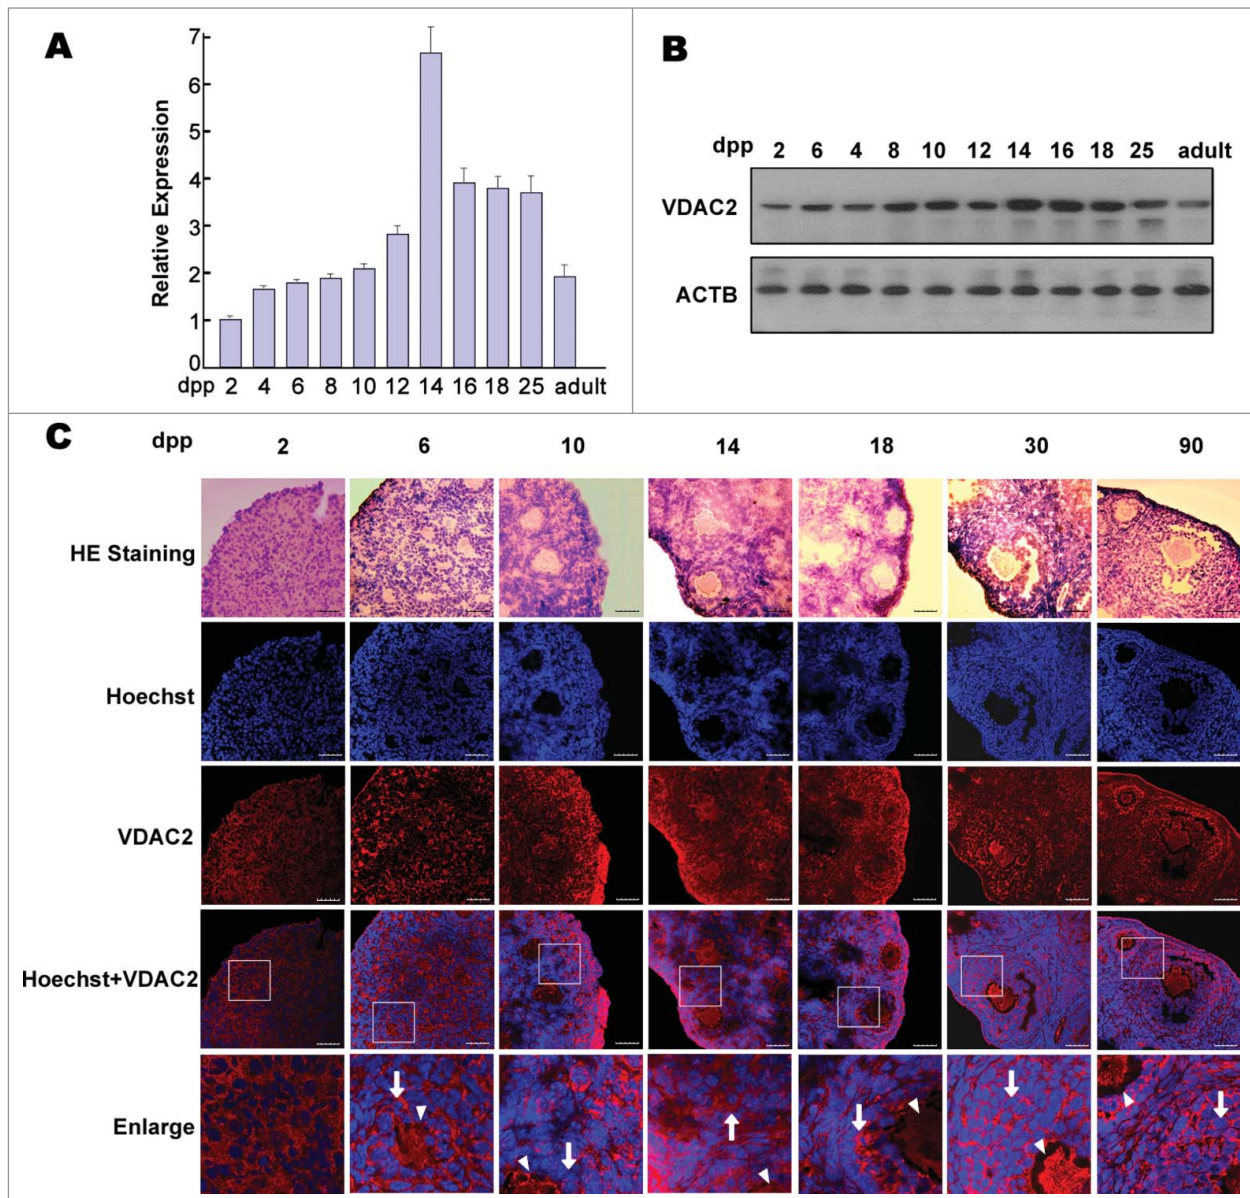 A
Relative Expression
7
6
5
4
3
2
1
0
dpp 2 4 6 8 10 12 14 16 18 25 adult
B
dpp 2 6 4 8 10 12 14 16 18 25 adult
VDAC2
ACTB
C
dpp 2 6 10 14 18 30 90
HE Staining
Hoechst
VDAC2
Hoechst+VDAC2
Enlarge